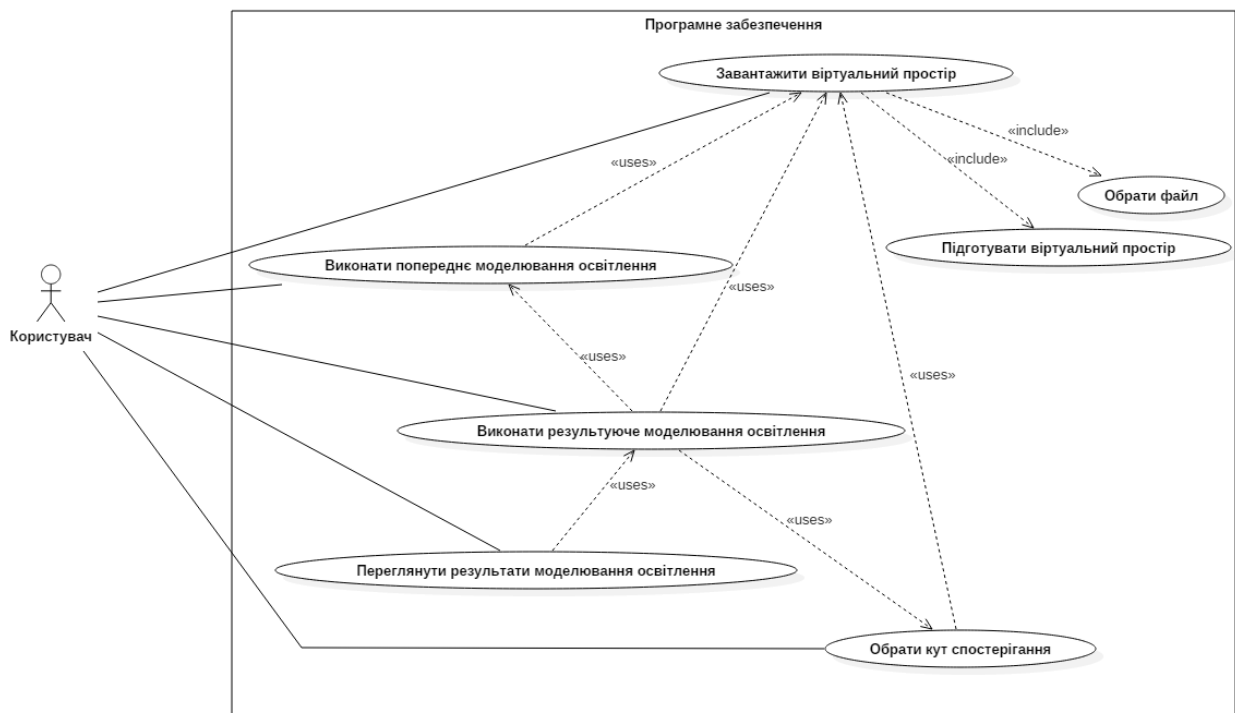 Програмне забезпечення
Завантажити віртуальний простір
«include»
«uses»
«include»
Обрати файл
Підготувати віртуальний простір
Виконати попереднє моделювання освітлення
«uses»
Користувач
«uses»
«uses»
Виконати результуюче моделювання освітлення
«uses»
«uses»
Переглянути результати моделювання освітлення
Обрати кут спостерігання